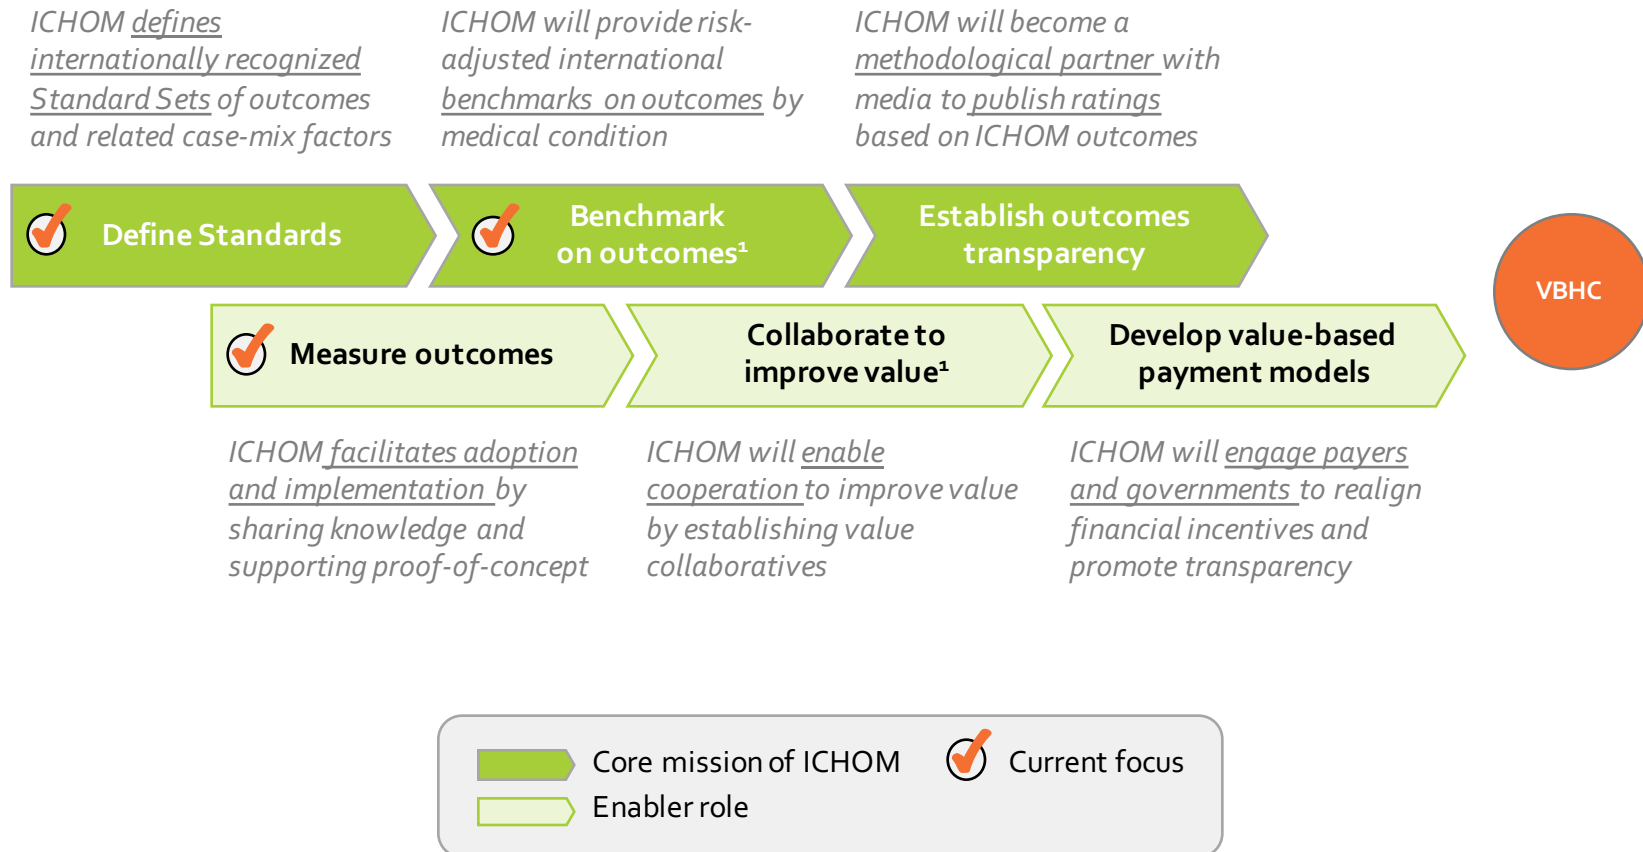 ICHOM defines
internationally recognized
Standard Sets of outcomes
and related case-mix factors
ICHOM will provide risk-
adjusted international
benchmarks on outcomes by
medical condition
ICHOM will become a
methodological partner with
media to publish ratings
based on ICHOM outcomes
Define Standards
Benchmark
on outcomes¹
Establish outcomes
transparency
VBHC
Measure outcomes
Collaborate to
improve value¹
Develop value-based
payment models
ICHOM facilitates adoption
and implementation by
sharing knowledge and
supporting proof-of-concept
ICHOM will enable
cooperation to improve value
by establishing value
collaboratives
ICHOM will engage payers
and governments to realign
financial incentives and
promote transparency
Core mission of ICHOM
Current focus
Enabler role